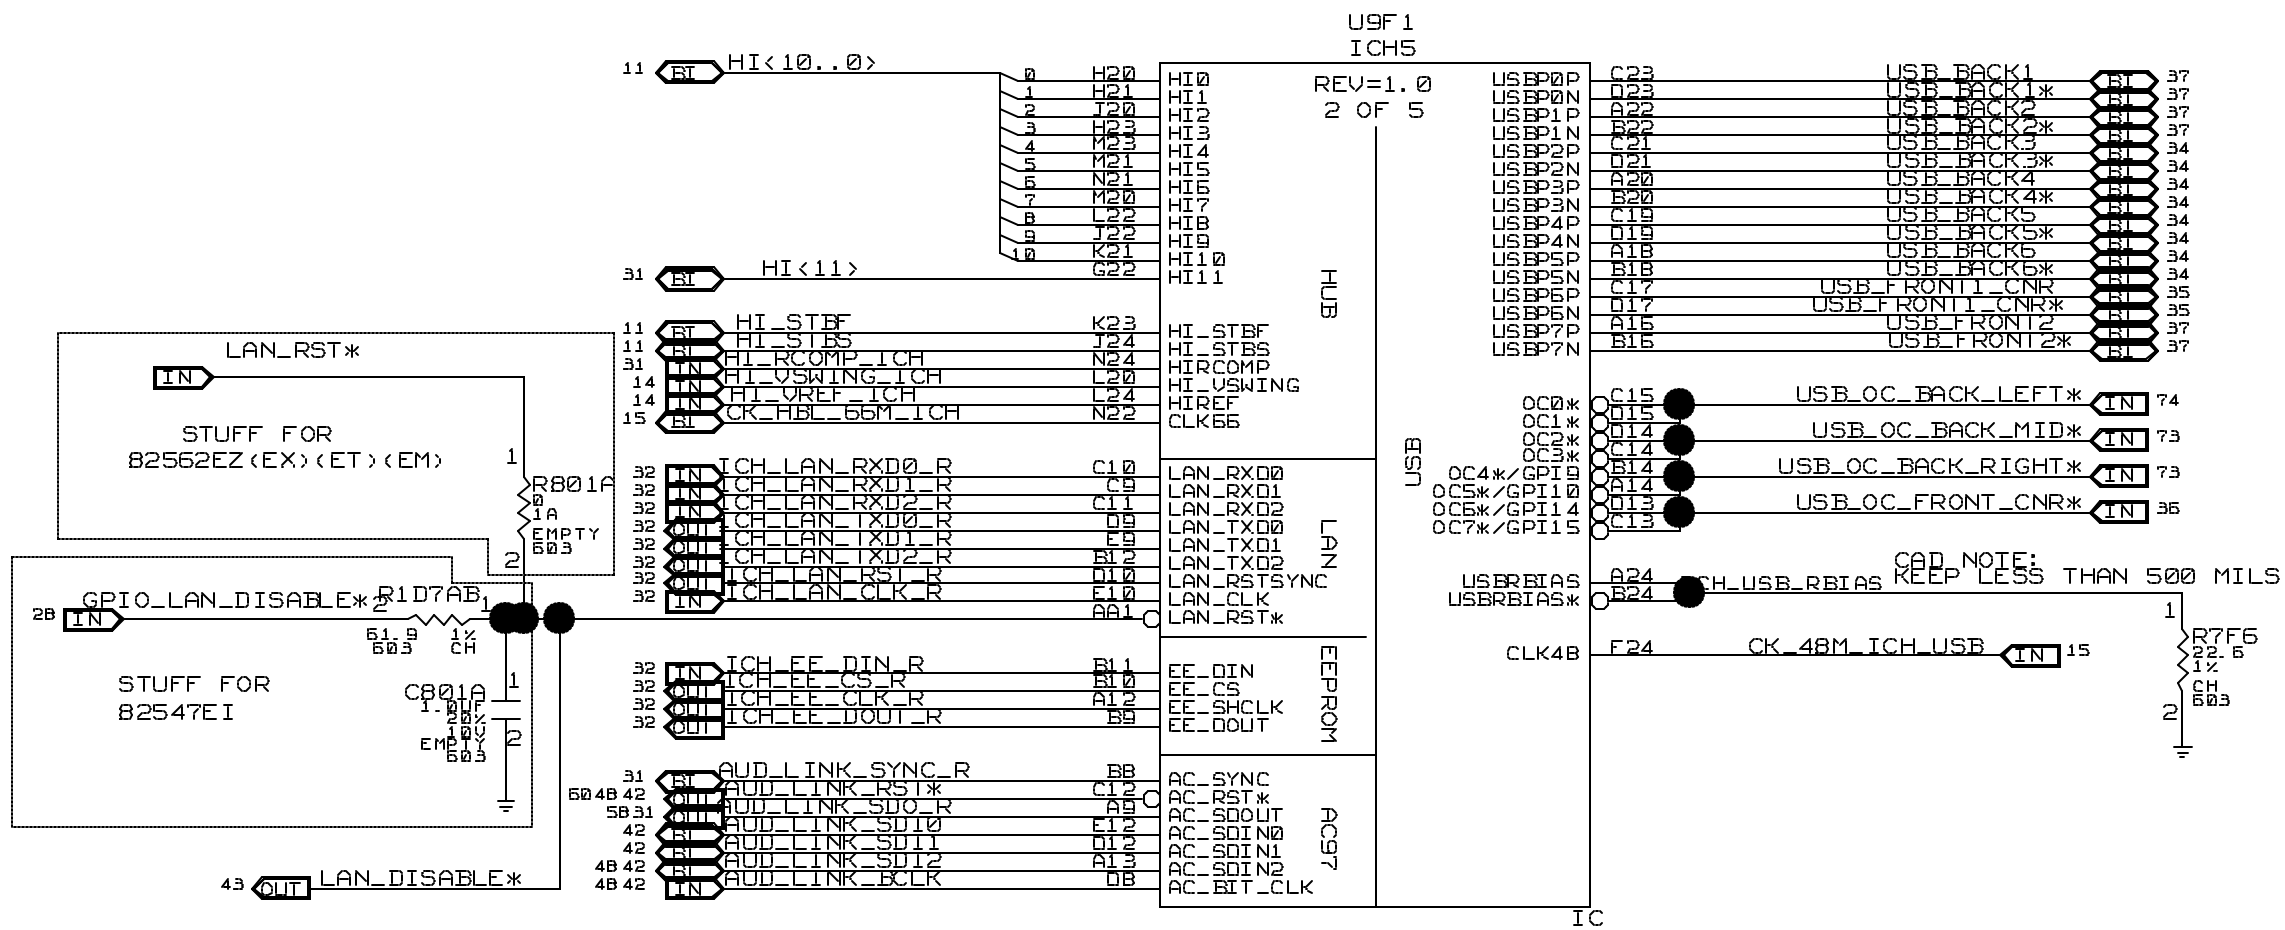 U9F1
ICH5
REV=1.0
2 OF 5
11 BI HI<10..0>
0 H20 HI0
1 H21 HI1
2 J20 HI2
3 H23 HI3
4 M23 HI4
5 M21 HI5
6 N21 HI6
7 M20 HI7
8 L22 HI8
9 J22 HI9
10 K21 HI10
31 BI HI<11> G22 HI11
HUB
11 BI HI_STBF K23 HI_STBF
11 BI HI_STBS J24 HI_STBS
31 IN HI_RCOMP_ICH N24 HIRCOMP
14 IN HI_VSWING_ICH L20 HI_VSWING
14 IN HI_VREF_ICH L24 HIREF
15 BI CK_HBL_66M_ICH N22 CLK66
32 IN ICH_LAN_RXD0_R C10 LAN_RXD0
32 IN ICH_LAN_RXD1_R C9 LAN_RXD1
32 IN ICH_LAN_RXD2_R C11 LAN_RXD2
32 OUT ICH_LAN_TXD0_R D9 LAN_TXD0
32 OUT ICH_LAN_TXD1_R E9 LAN_TXD1
32 OUT ICH_LAN_TXD2_R B12 LAN_TXD2
32 OUT ICH_LAN_RST_R D10 LAN_RSTSYNC
32 IN ICH_LAN_CLK_R E10 LAN_CLK
AA1 LAN_RST*
LAN
32 IN ICH_EE_DIN_R B11 EE_DIN
32 OUT ICH_EE_CS_R B10 EE_CS
32 OUT ICH_EE_CLK_R A12 EE_SHCLK
32 OUT ICH_EE_DOUT_R B9 EE_DOUT
EEPROM
31 BI AUD_LINK_SYNC_R B8 AC_SYNC
60 48 42 OUT AUD_LINK_RST* C12 AC_RST*
58 31 OUT AUD_LINK_SDO_R A9 AC_SDOUT
42 BI AUD_LINK_SDI0 E12 AC_SDIN0
42 BI AUD_LINK_SDI1 D12 AC_SDIN1
48 42 BI AUD_LINK_SDI2 A13 AC_SDIN2
48 42 IN AUD_LINK_BCLK D8 AC_BIT_CLK
AC97
IC
USBP0P C23 USB_BACK1 BI 37
USBP0N D23 USB_BACK1* BI 37
USBP1P A22 USB_BACK2 BI 37
USBP1N B22 USB_BACK2* BI 37
USBP2P C21 USB_BACK3 BI 34
USBP2N D21 USB_BACK3* BI 34
USBP3P A20 USB_BACK4 BI 34
USBP3N B20 USB_BACK4* BI 34
USBP4P C19 USB_BACK5 BI 34
USBP4N D19 USB_BACK5* BI 34
USBP5P A18 USB_BACK6 BI 34
USBP5N B18 USB_BACK6* BI 34
USBP6P C17 USB_FRONT1_CNR BI 35
USBP6N D17 USB_FRONT1_CNR* BI 35
USBP7P A16 USB_FRONT2 BI 37
USBP7N B16 USB_FRONT2* BI 37
USB
OC0* C15 USB_OC_BACK_LEFT* IN 74
OC1* D15
OC2* D14 USB_OC_BACK_MID* IN 73
OC3* C14
OC4*/GPI9 B14 USB_OC_BACK_RIGHT* IN 73
OC5*/GPI10 A14
OC6*/GPI14 D13 USB_OC_FRONT_CNR* IN 36
OC7*/GPI15 C13
CAD NOTE:
KEEP LESS THAN 500 MILS
USBRBIAS A24 CH_USB_RBIAS
USBRBIAS* B24
CLK48 F24 CK_48M_ICH_USB IN 15
1
R7F6
22.6
1%
CH
603
2
LAN_RST*
IN
STUFF FOR
82562EZ(EX)(ET)(EM)
1
R801A
0
1A
EMPTY
603
2
28 IN GPIO_LAN_DISABLE* 2 R1D7AB 1
61.9 1%
603 CH
STUFF FOR
82547EI
C801A 1
1.0UF
20%
10V
EMPTY 2
603
43 OUT LAN_DISABLE*